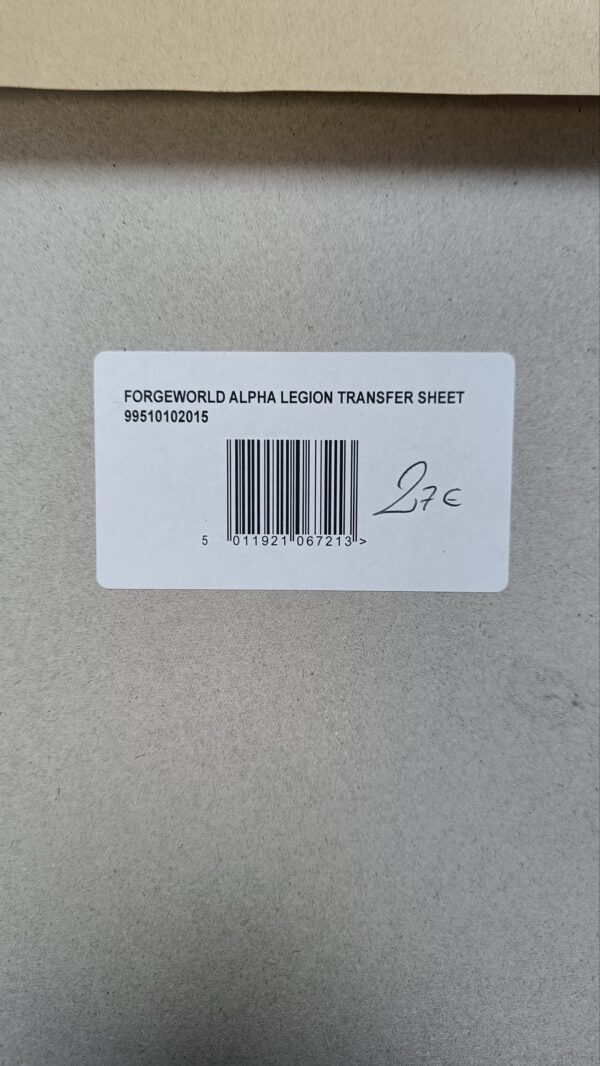 FORGEWORLD ALPHA LEGION TRANSFER SHEET
99510102015
27€
5 011921 067213 >